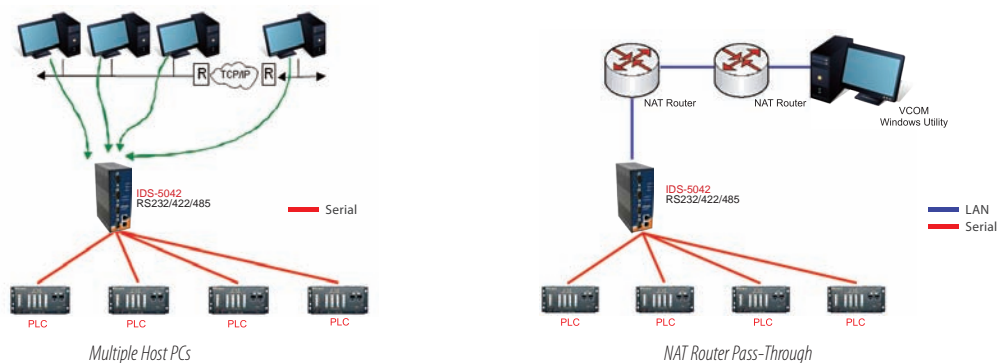 R
TCP/IP
R
IDS-5042
RS232/422/485
Serial
PLC
PLC
PLC
PLC
Multiple Host PCs
NAT Router
NAT Router
VCOM
Windows Utility
IDS-5042
RS232/422/485
LAN
Serial
PLC
PLC
PLC
PLC
NAT Router Pass-Through